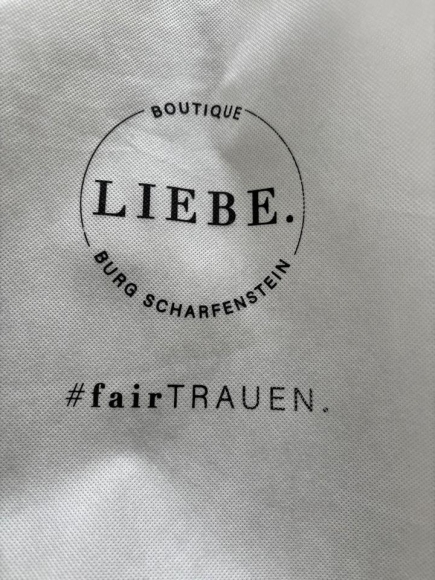 BOUTIQUE
LIEBE.
BURG SCHARFENSTEIN
#fairTRAUEN.